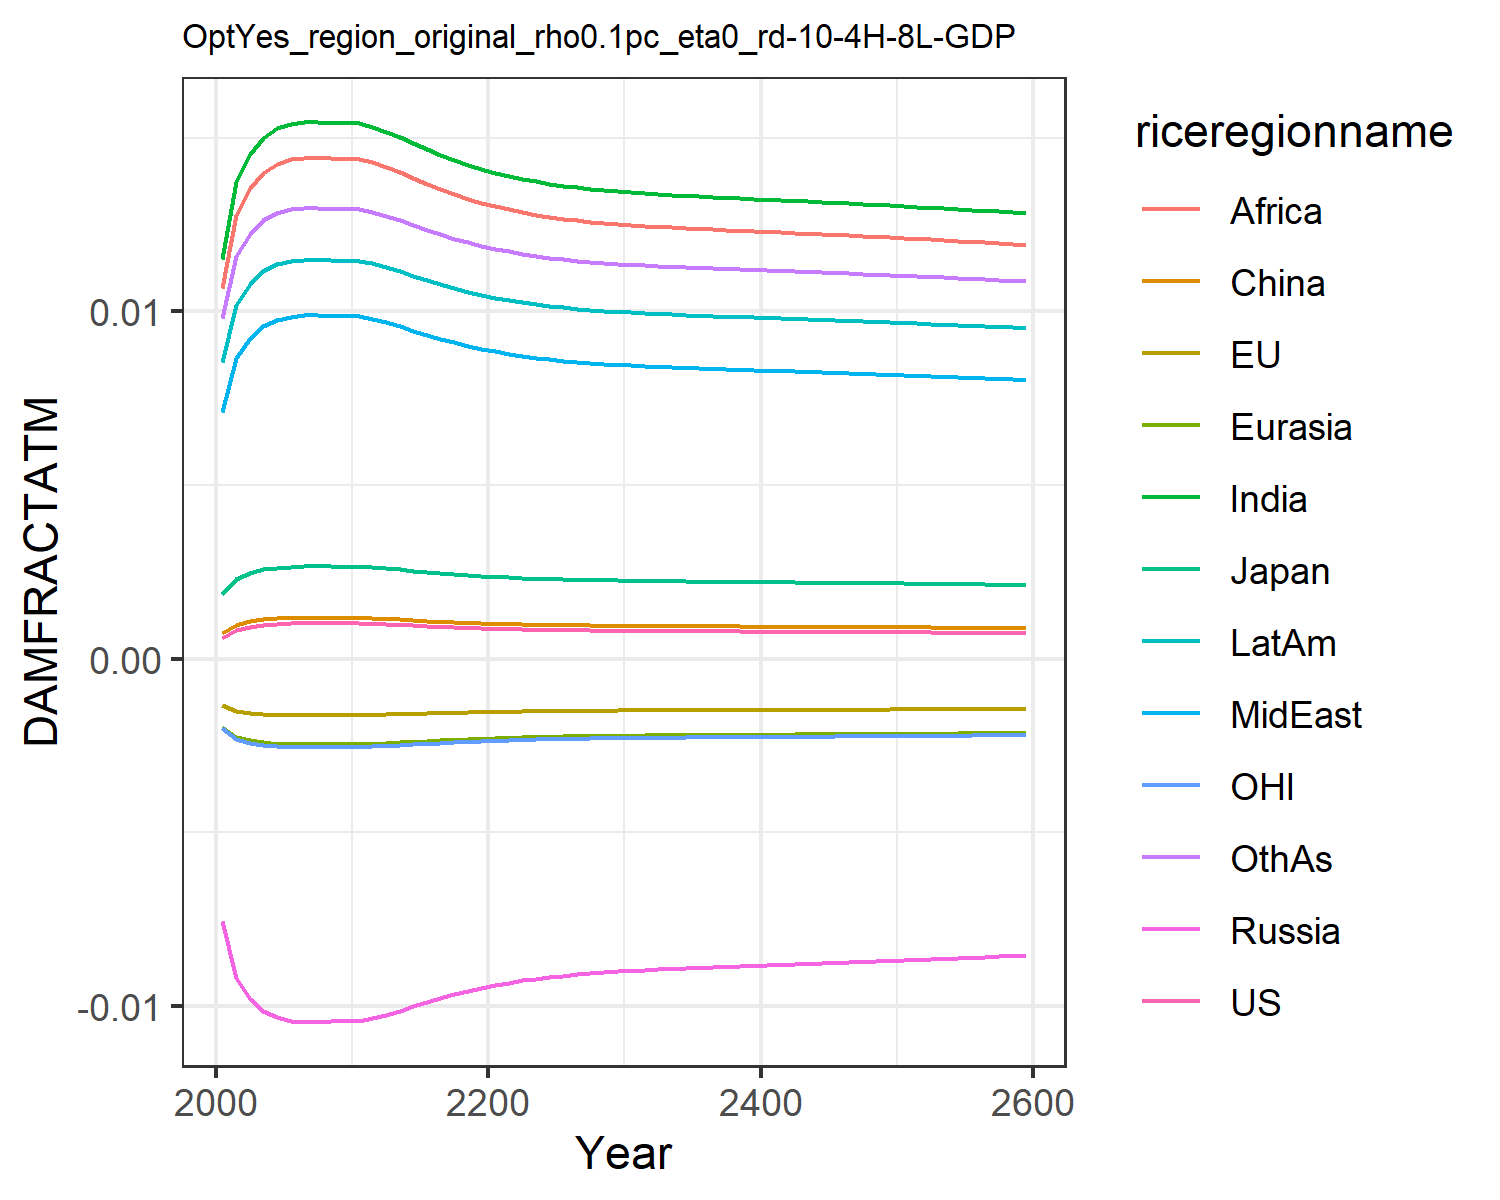 OptYes_region_original_rho0.1pc_eta0_rd-10-4H-8L-GDP
DAMFRACTATM
0.01
0.00
-0.01
2000
2200
2400
2600
Year
riceregionname
Africa
China
EU
Eurasia
India
Japan
LatAm
MidEast
OHI
OthAs
Russia
US